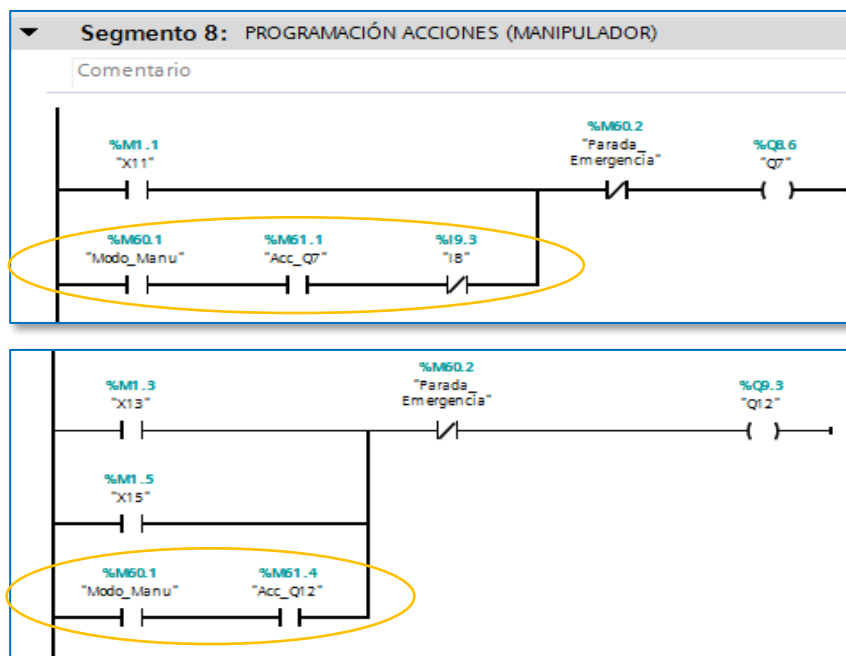 Segmento 8: PROGRAMACIÓN ACCIONES (MANIPULADOR)
Comentario
%M1.1
"X11"
%M60.2
"Parada_
Emergencia"
%Q8.6
"Q7"
%M60.1
"Modo_Manu"
%M61.1
"Acc_Q7"
%I9.3
"I8"
%M1.3
"X13"
%M60.2
"Parada_
Emergencia"
%Q9.3
"Q12"
%M1.5
"X15"
%M60.1
"Modo_Manu"
%M61.4
"Acc_Q12"